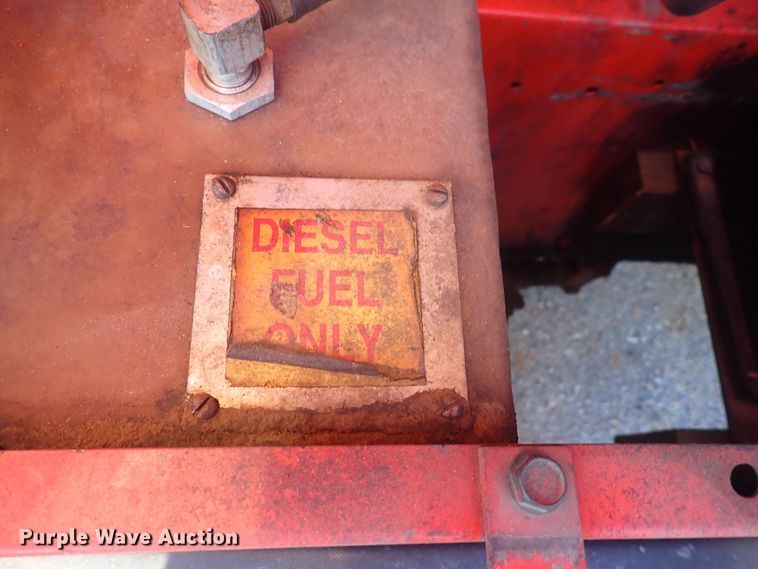 DIESEL
FUEL
ONLY
Purple Wave Auction